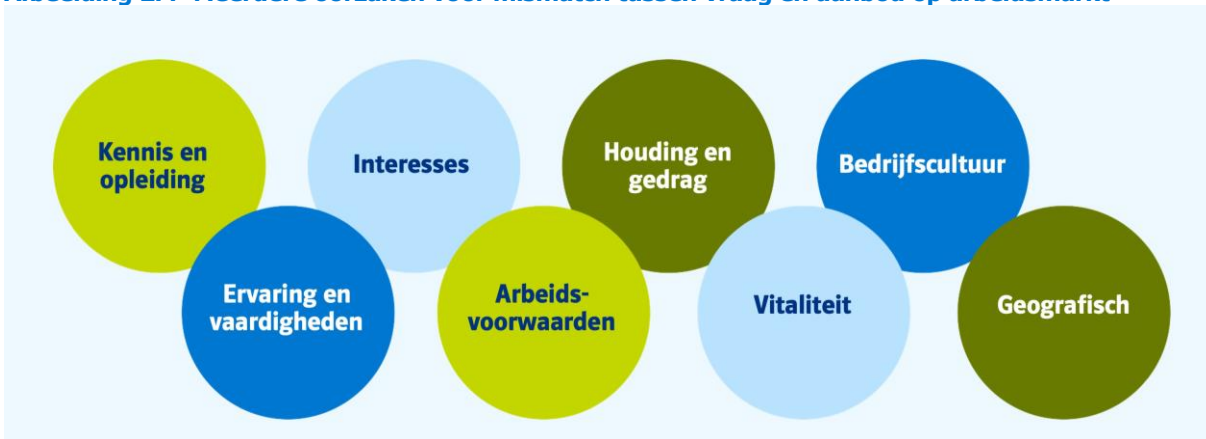 Kennis en
opleiding
Interesses
Houding en
gedrag
Bedrijfscultuur
Ervaring en
vaardigheden
Arbeids-
voorwaarden
Vitaliteit
Geografisch